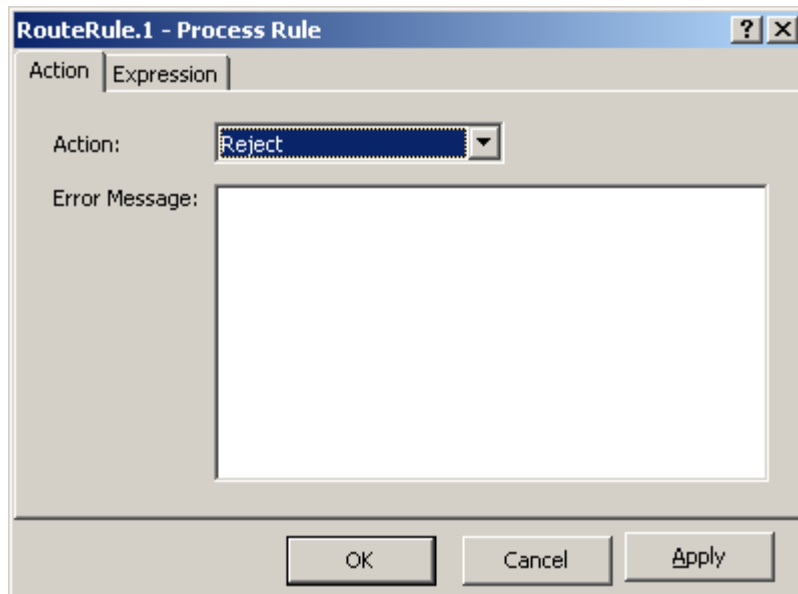 RouteRule.1 - Process Rule
Action Expression
Action: Reject
Error Message:
OK Cancel Apply